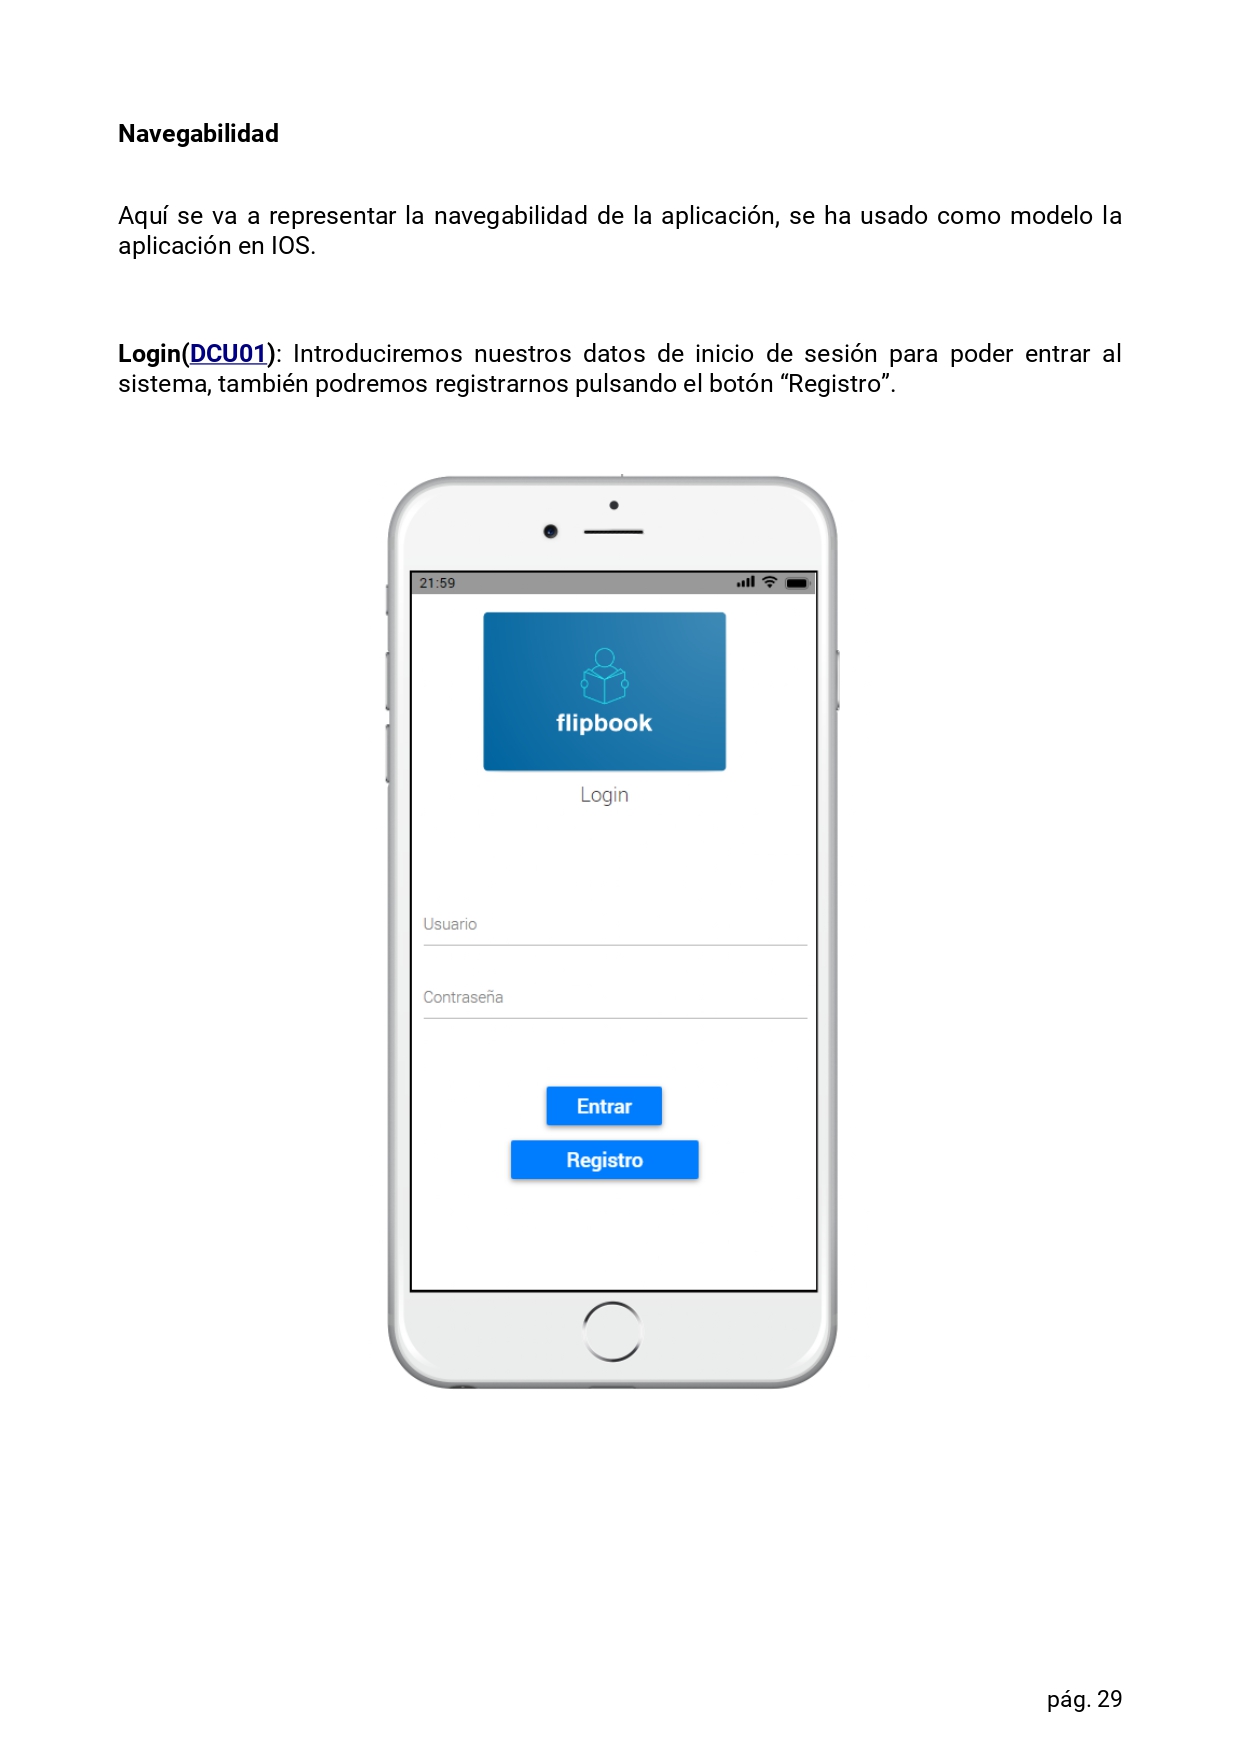 Navegabilidad
Aquí se va a representar la navegabilidad de la aplicación, se ha usado como modelo la
aplicación en IOS.
Login(DCU01): Introduciremos nuestros datos de inicio de sesión para poder entrar al
sistema, también podremos registrarnos pulsando el botón “Registro”.
21:59
flipbook
Login
Usuario
Contraseña
Entrar
Registro
pág. 29